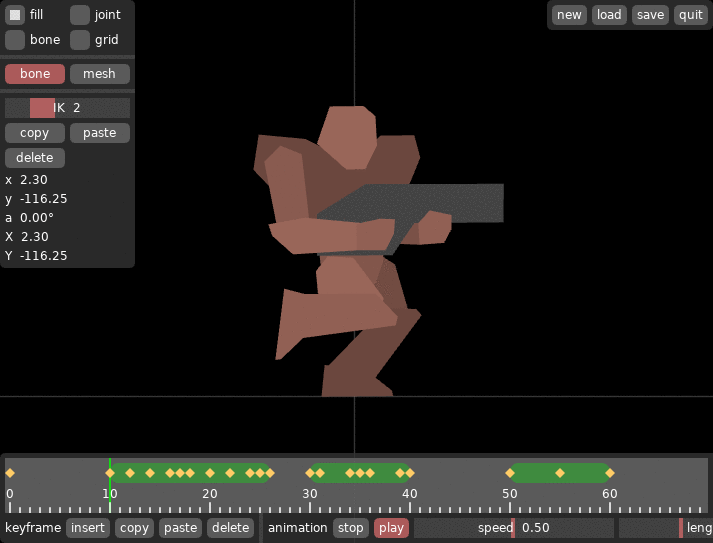 fill joint new load save quit
bone grid
bone mesh
IK 2
copy paste
delete
x 2.30
y -116.25
a 0.00°
X 2.30
Y -116.25
0 10 20 30 40 50 60
keyframe insert copy paste delete animation stop play speed 0.50 leng